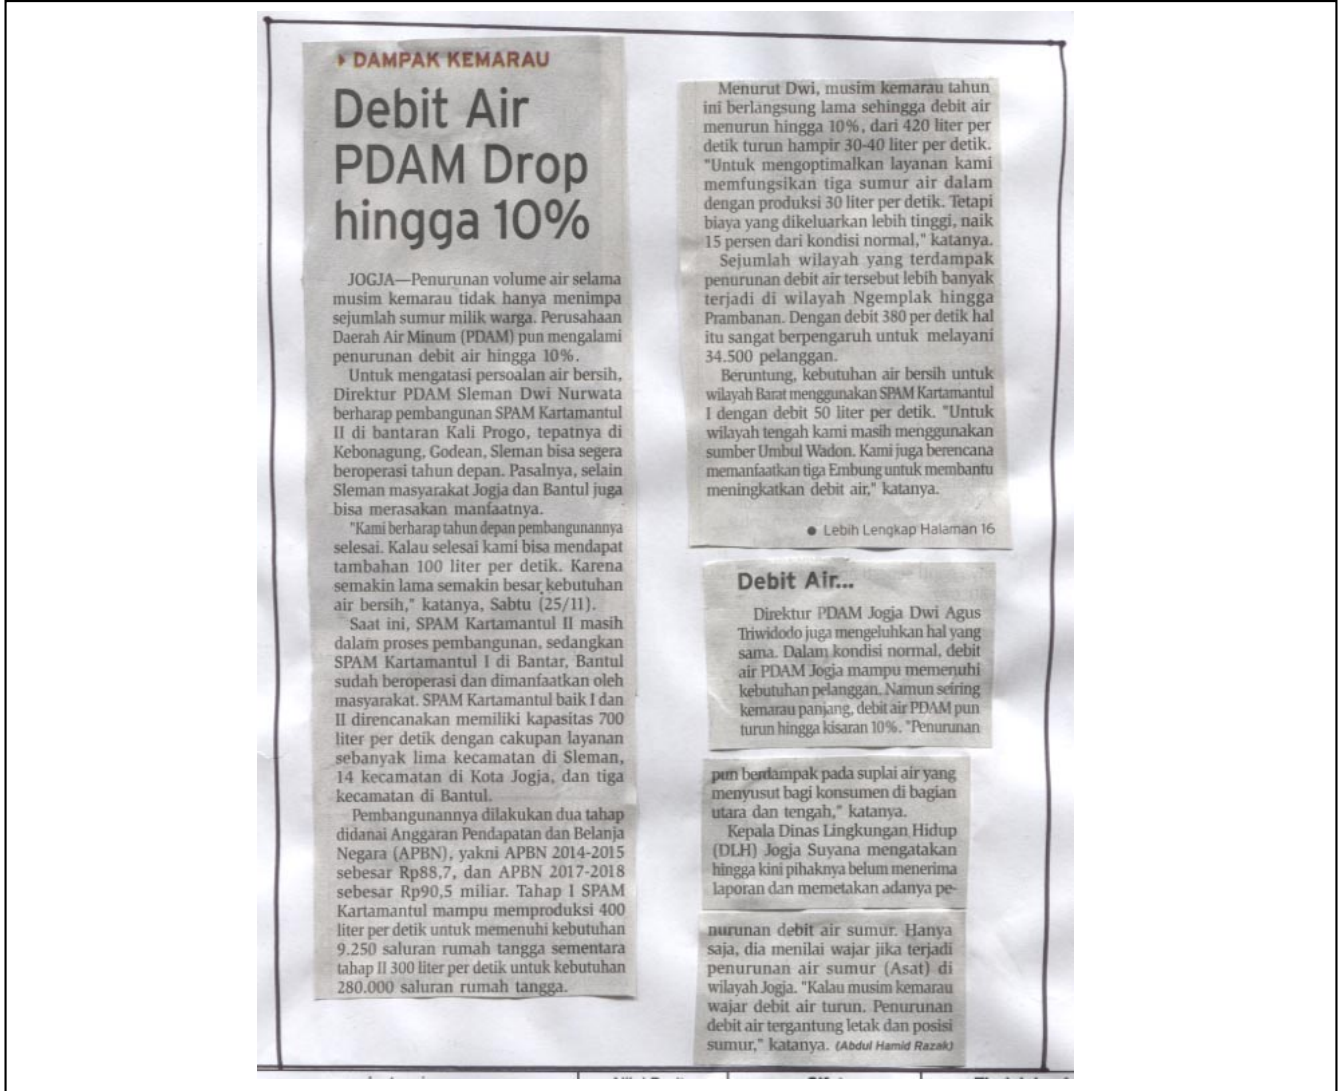 DAMPAK KEMARAU
Debit Air
PDAM Drop
hingga 10%
JOGJA—Penurunan volume air selama
musim kemarau tidak hanya menimpa
sejumlah sumur milik warga. Perusahaan
Daerah Air Minum (PDAM) pun mengalami
penurunan debit air hingga 10%.
Untuk mengatasi persoalan air bersih,
Direktur PDAM Sleman Dwi Nurwata
berharap pembangunan SPAM Kartamantul
II di bantaran Kali Progo, tepatnya di
Kebonagung, Godean, Sleman bisa segera
beroperasi tahun depan. Pasalnya, selain
Sleman masyarakat Jogja dan Bantul juga
bisa merasakan manfaatnya.
"Kami berharap tahun depan pembangunannya
selesai. Kalau selesai kami bisa mendapat
tambahan 100 liter per detik. Karena
semakin lama semakin besar kebutuhan
air bersih," katanya, Sabtu (25/11).
Saat ini, SPAM Kartamantul II masih
dalam proses pembangunan, sedangkan
SPAM Kartamantul I di Bantar, Bantul
sudah beroperasi dan dimanfaatkan oleh
masyarakat. SPAM Kartamantul baik I dan
II direncanakan memiliki kapasitas 700
liter per detik dengan cakupan layanan
sebanyak lima kecamatan di Sleman,
14 kecamatan di Kota Jogja, dan tiga
kecamatan di Bantul.
Pembangunannya dilakukan dua tahap
didanai Anggaran Pendapatan dan Belanja
Negara (APBN), yakni APBN 2014-2015
sebesar Rp88,7, dan APBN 2017-2018
sebesar Rp90,5 miliar. Tahap I SPAM
Kartamantul mampu memproduksi 400
liter per detik untuk memenuhi kebutuhan
9.250 saluran rumah tangga sementara
tahap II 300 liter per detik untuk kebutuhan
280.000 saluran rumah tangga.
Menurut Dwi, musim kemarau tahun
ini berlangsung lama sehingga debit air
menurun hingga 10%, dari 420 liter per
detik turun hampir 30-40 liter per detik.
"Untuk mengoptimalkan layanan kami
memfungsikan tiga sumur air dalam
dengan produksi 30 liter per detik. Tetapi
biaya yang dikeluarkan lebih tinggi, naik
15 persen dari kondisi normal," katanya.
Sejumlah wilayah yang terdampak
penurunan debit air tersebut lebih banyak
terjadi di wilayah Ngemplak hingga
Prambanan. Dengan debit 380 per detik hal
itu sangat berpengaruh untuk melayani
34.500 pelanggan.
Beruntung, kebutuhan air bersih untuk
wilayah Barat menggunakan SPAM Kartamantul
I dengan debit 50 liter per detik. "Untuk
wilayah tengah kami masih menggunakan
sumber Umbul Wadon. Kami juga berencana
memanfaatkan tiga Embung untuk membantu
meningkatkan debit air," katanya.
● Lebih Lengkap Halaman 16
Debit Air...
Direktur PDAM Jogja Dwi Agus
Triwidodo juga mengeluhkan hal yang
sama. Dalam kondisi normal, debit
air PDAM Jogja mampu memenuhi
kebutuhan pelanggan. Namun seiring
kemarau panjang, debit air PDAM pun
turun hingga kisaran 10%. "Penurunan
pun berdampak pada suplai air yang
menyusut bagi konsumen di bagian
utara dan tengah," katanya.
Kepala Dinas Lingkungan Hidup
(DLH) Jogja Suyana mengatakan
hingga kini pihaknya belum menerima
laporan dan memetakan adanya pe-
nurunan debit air sumur. Hanya
saja, dia menilai wajar jika terjadi
penurunan air sumur (Asat) di
wilayah Jogja. "Kalau musim kemarau
wajar debit air turun. Penurunan
debit air tergantung letak dan posisi
sumur," katanya. (Abdul Hamid Razak)